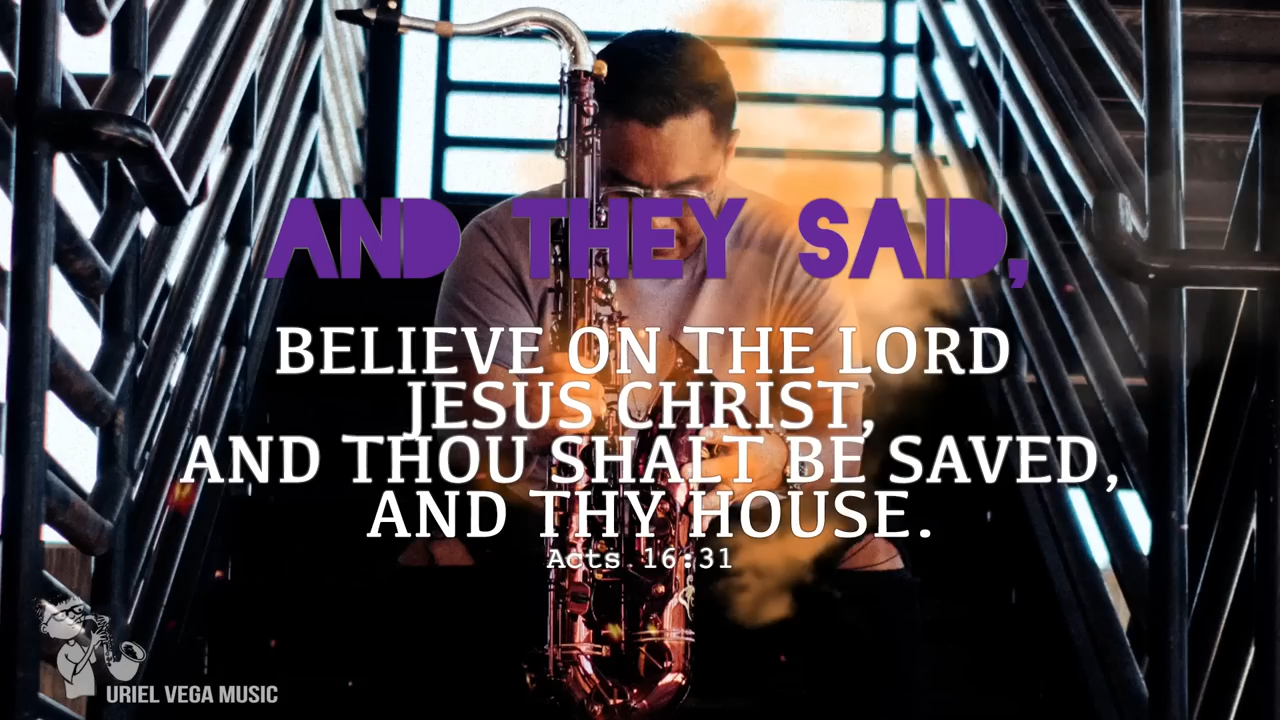 AND THEY SAID,
BELIEVE ON THE LORD
JESUS CHRIST,
AND THOU SHALT BE SAVED,
AND THY HOUSE.
Acts 16:31
URIEL VEGA MUSIC